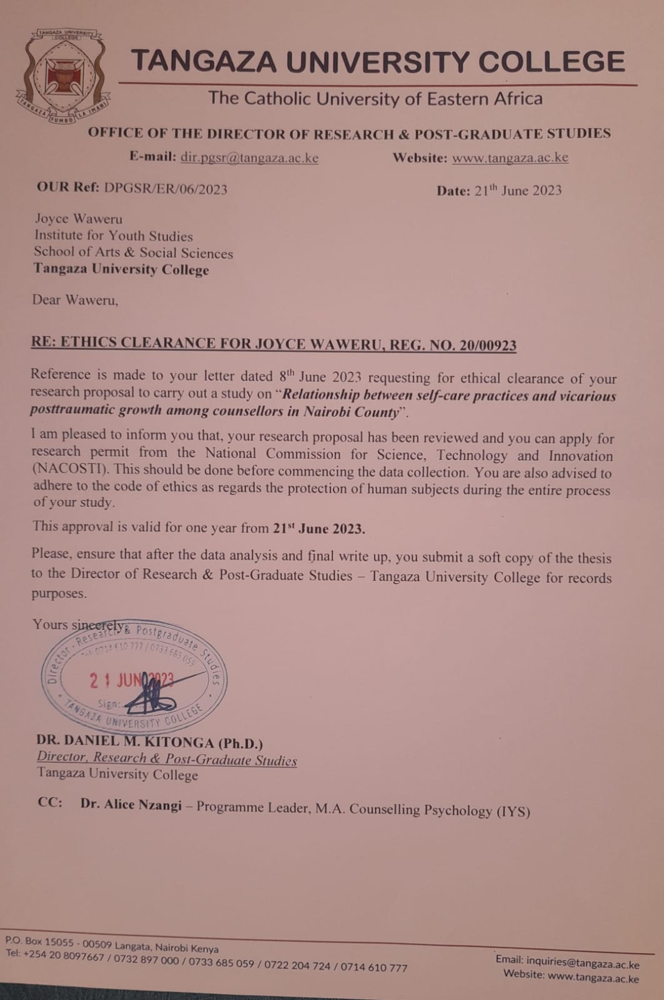 TANGAZA UNIVERSITY
COLLEGE
TANGAZA FUMBO LA IMANI
TANGAZA UNIVERSITY COLLEGE
The Catholic University of Eastern Africa
OFFICE OF THE DIRECTOR OF RESEARCH & POST-GRADUATE STUDIES
E-mail: dir.pgsr@tangaza.ac.ke Website: www.tangaza.ac.ke
OUR Ref: DPGSR/ER/06/2023 Date: 21th June 2023
Joyce Waweru
Institute for Youth Studies
School of Arts & Social Sciences
Tangaza University College
Dear Waweru,
RE: ETHICS CLEARANCE FOR JOYCE WAWERU, REG. NO. 20/00923
Reference is made to your letter dated 8th June 2023 requesting for ethical clearance of your
research proposal to carry out a study on “Relationship between self-care practices and vicarious
posttraumatic growth among counsellors in Nairobi County”.
I am pleased to inform you that, your research proposal has been reviewed and you can apply for
research permit from the National Commission for Science, Technology and Innovation
(NACOSTI). This should be done before commencing the data collection. You are also advised to
adhere to the code of ethics as regards the protection of human subjects during the entire process
of your study.
This approval is valid for one year from 21st June 2023.
Please, ensure that after the data analysis and final write up, you submit a soft copy of the thesis
to the Director of Research & Post-Graduate Studies – Tangaza University College for records
purposes.
Yours sincerely,
Director - Research & Postgraduate Studies
Tel: 0714 610 777 / 0733 685 059
21 JUN 2023
Sign:
TANGAZA UNIVERSITY COLLEGE
DR. DANIEL M. KITONGA (Ph.D.)
Director, Research & Post-Graduate Studies
Tangaza University College
CC: Dr. Alice Nzangi – Programme Leader, M.A. Counselling Psychology (IYS)
P.O. Box 15055 - 00509 Langata, Nairobi Kenya
Tel: +254 20 8097667 / 0732 897 000 / 0733 685 059 / 0722 204 724 / 0714 610 777
Email: inquiries@tangaza.ac.ke
Website: www.tangaza.ac.ke